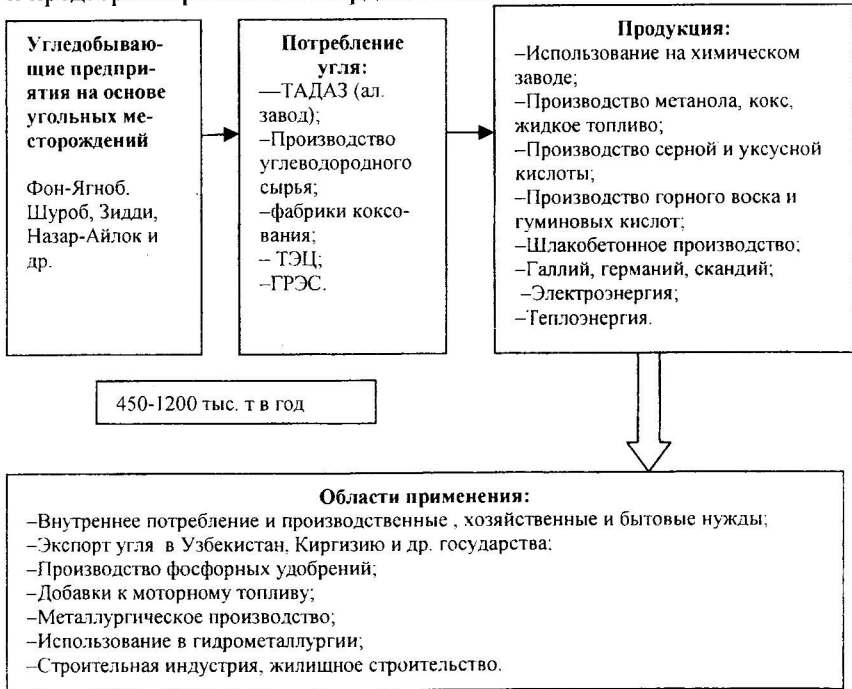 Угледобываю-
щие предпри-
ятия на основе
угольных ме-
сторождений
Фон-Ягноб.
Шуроб, Зидди,
Назар-Айлок и
др.
Потребление
угля:
—ТАДАЗ (ал.
завод);
–Производство
углеводородного
сырья;
–фабрики коксо-
вания;
– ТЭЦ;
–ГРЭС.
Продукция:
–Использование на химическом
заводе;
–Производство метанола, кокс,
жидкое топливо;
–Производство серной и уксусной
кислоты;
–Производство горного воска и
гуминовых кислот;
–Шлакобетонное производство;
–Галлий, германий, скандий;
–Электроэнергия;
–Теплоэнергия.
450-1200 тыс. т в год
Области применения:
–Внутреннее потребление и производственные , хозяйственные и бытовые нужды;
–Экспорт угля в Узбекистан, Киргизию и др. государства;
–Производство фосфорных удобрений;
–Добавки к моторному топливу;
–Металлургическое производство;
–Использование в гидрометаллургии;
–Строительная индустрия, жилищное строительство.